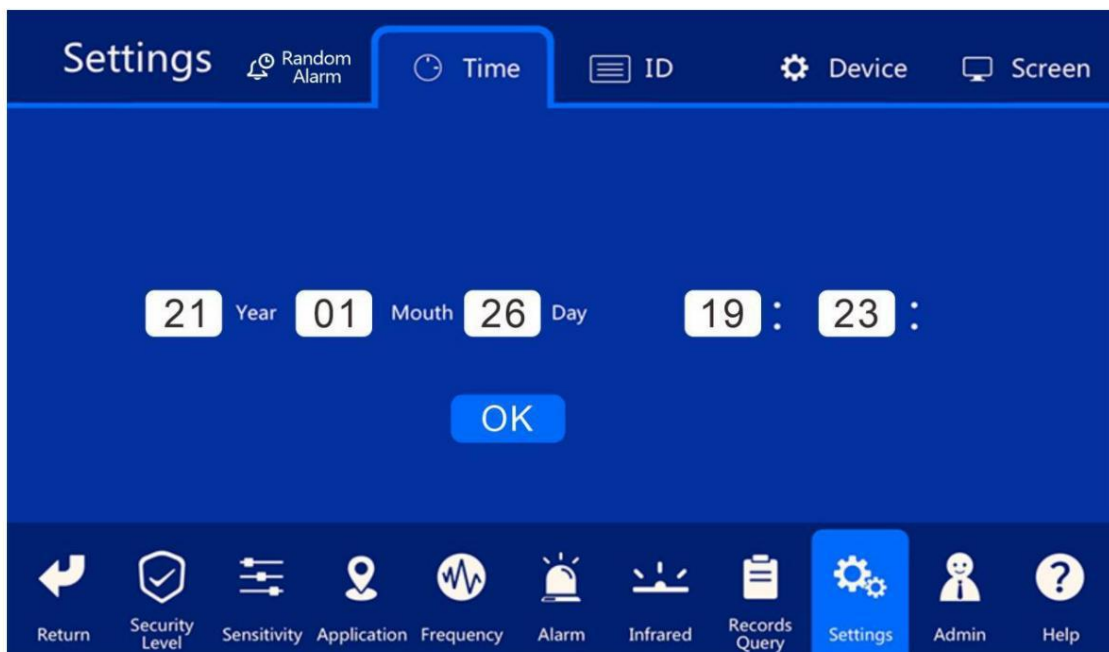 Settings
Random
Alarm
Time
ID
Device
Screen
21 Year 01 Mouth 26 Day 19 : 23 :
OK
Return
Security
Level
Sensitivity
Application
Frequency
Alarm
Infrared
Records
Query
Settings
Admin
Help